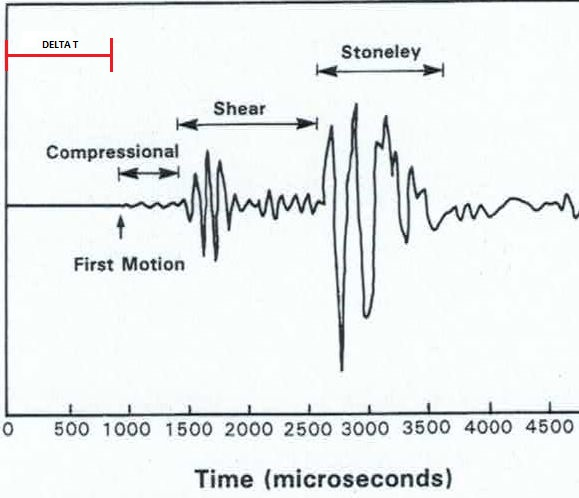 DELTA T
Stoneley
Shear
Compressional
First Motion
0 500 1000 1500 2000 2500 3000 3500 4000 4500
Time (microseconds)